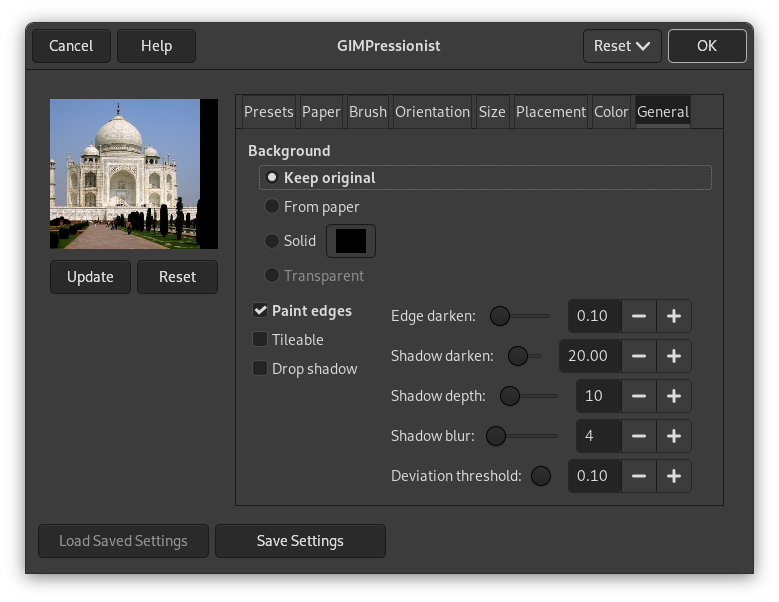 Cancel Help GIMPressionist Reset OK
Presets Paper Brush Orientation Size Placement Color General
Background
Keep original
From paper
Solid
Transparent
Update Reset
Paint edges
Tileable
Drop shadow
Edge darken: 0.10
Shadow darken: 20.00
Shadow depth: 10
Shadow blur: 4
Deviation threshold: 0.10
Load Saved Settings Save Settings